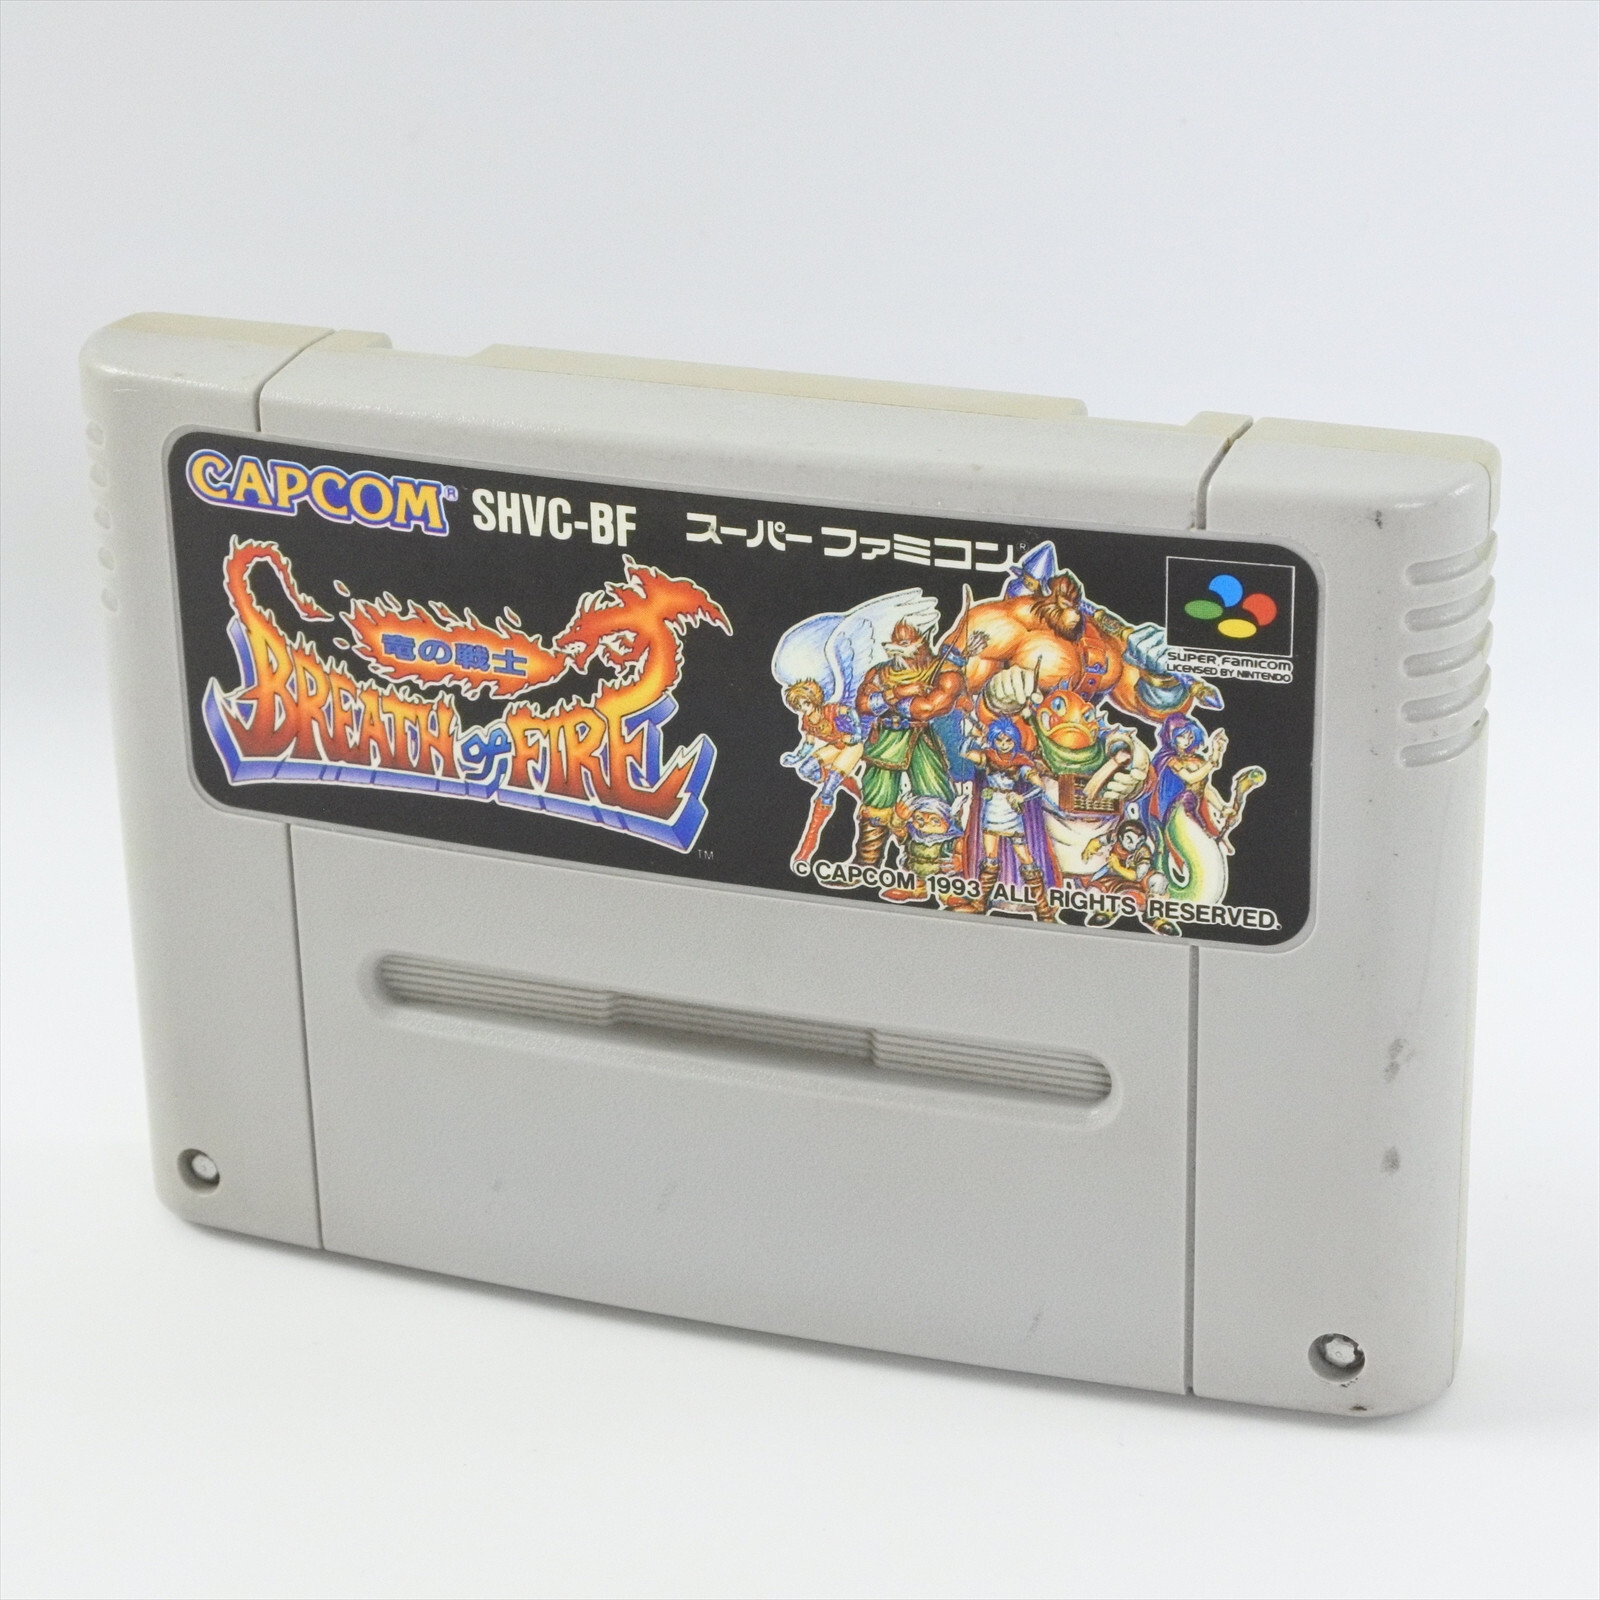 CAPCOM®
SHVC-BF
スーパーファミコン®
竜の戦士
BREATH of FIRE
TM
SUPER FAMICOM
LICENSED BY NINTENDO
© CAPCOM 1993 ALL RIGHTS RESERVED.